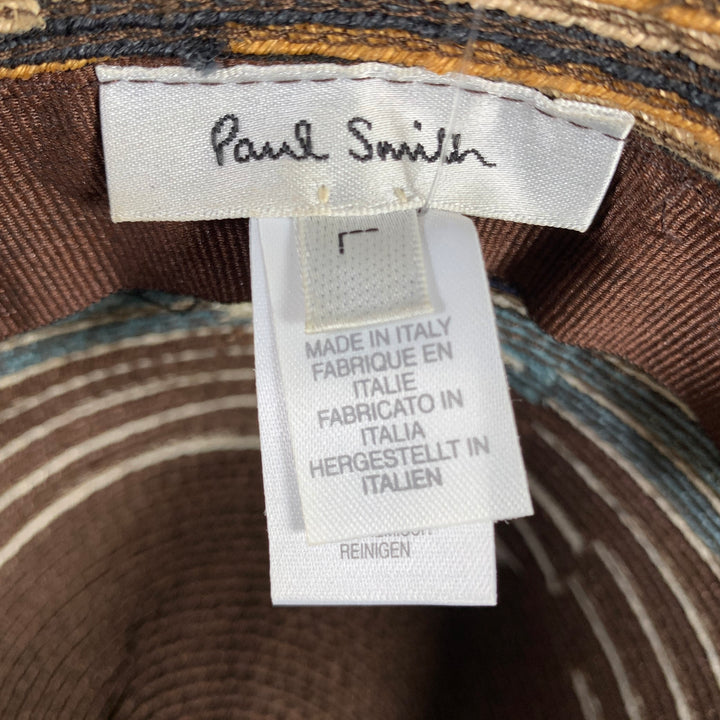 Paul Smith
L
MADE IN ITALY
FABRIQUE EN
ITALIE
FABRICATO IN
ITALIA
HERGESTELLT IN
ITALIEN
REINIGEN